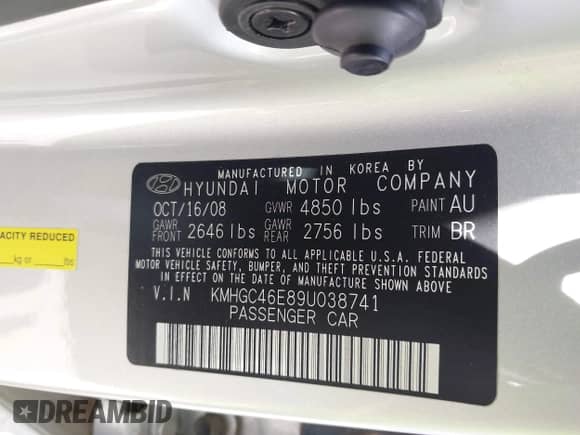 MANUFACTURED IN KOREA BY
HYUNDAI MOTOR COMPANY
OCT/16/08 GVWR 4850 lbs PAINT AU
GAWR FRONT 2646 lbs GAWR REAR 2756 lbs TRIM BR
THIS VEHICLE CONFORMS TO ALL APPLICABLE U.S.A. FEDERAL
MOTOR VEHICLE SAFETY, BUMPER, AND THEFT PREVENTION STANDARDS
IN EFFECT ON THE DATE OF MANUFACTURE SHOWN ABOVE
V.I.N KMHGC46E89U038741
PASSENGER CAR
ACITY REDUCED
kg or ______lbs
DREAMBID